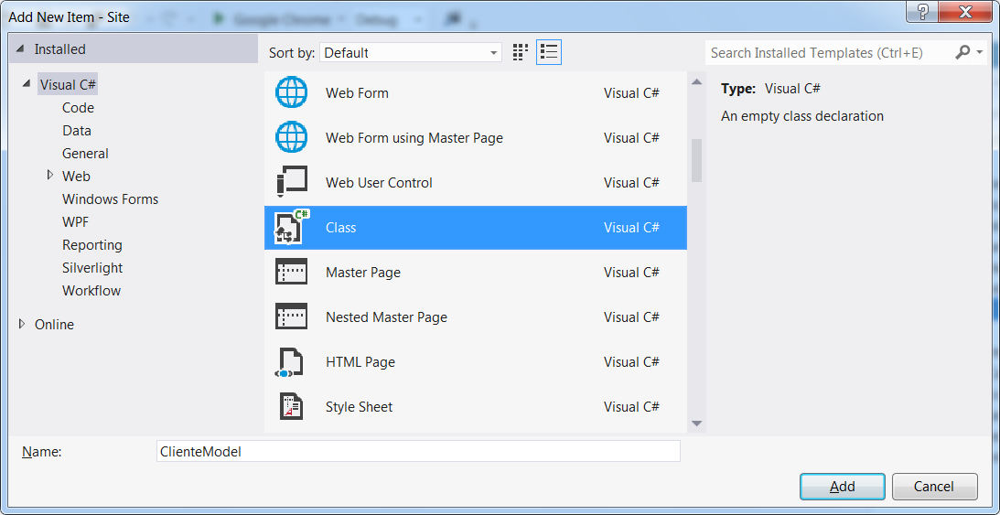 Add New Item - Site
Google Chrome
Debug
Installed
Sort by: Default
Search Installed Templates (Ctrl+E)
Visual C#
Code
Data
General
Web
Windows Forms
WPF
Reporting
Silverlight
Workflow
Online
Web Form Visual C#
Web Form using Master Page Visual C#
Web User Control Visual C#
C#
Class Visual C#
Master Page Visual C#
Nested Master Page Visual C#
HTML Page Visual C#
Style Sheet Visual C#
Type: Visual C#
An empty class declaration
Name: ClienteModel
Add Cancel